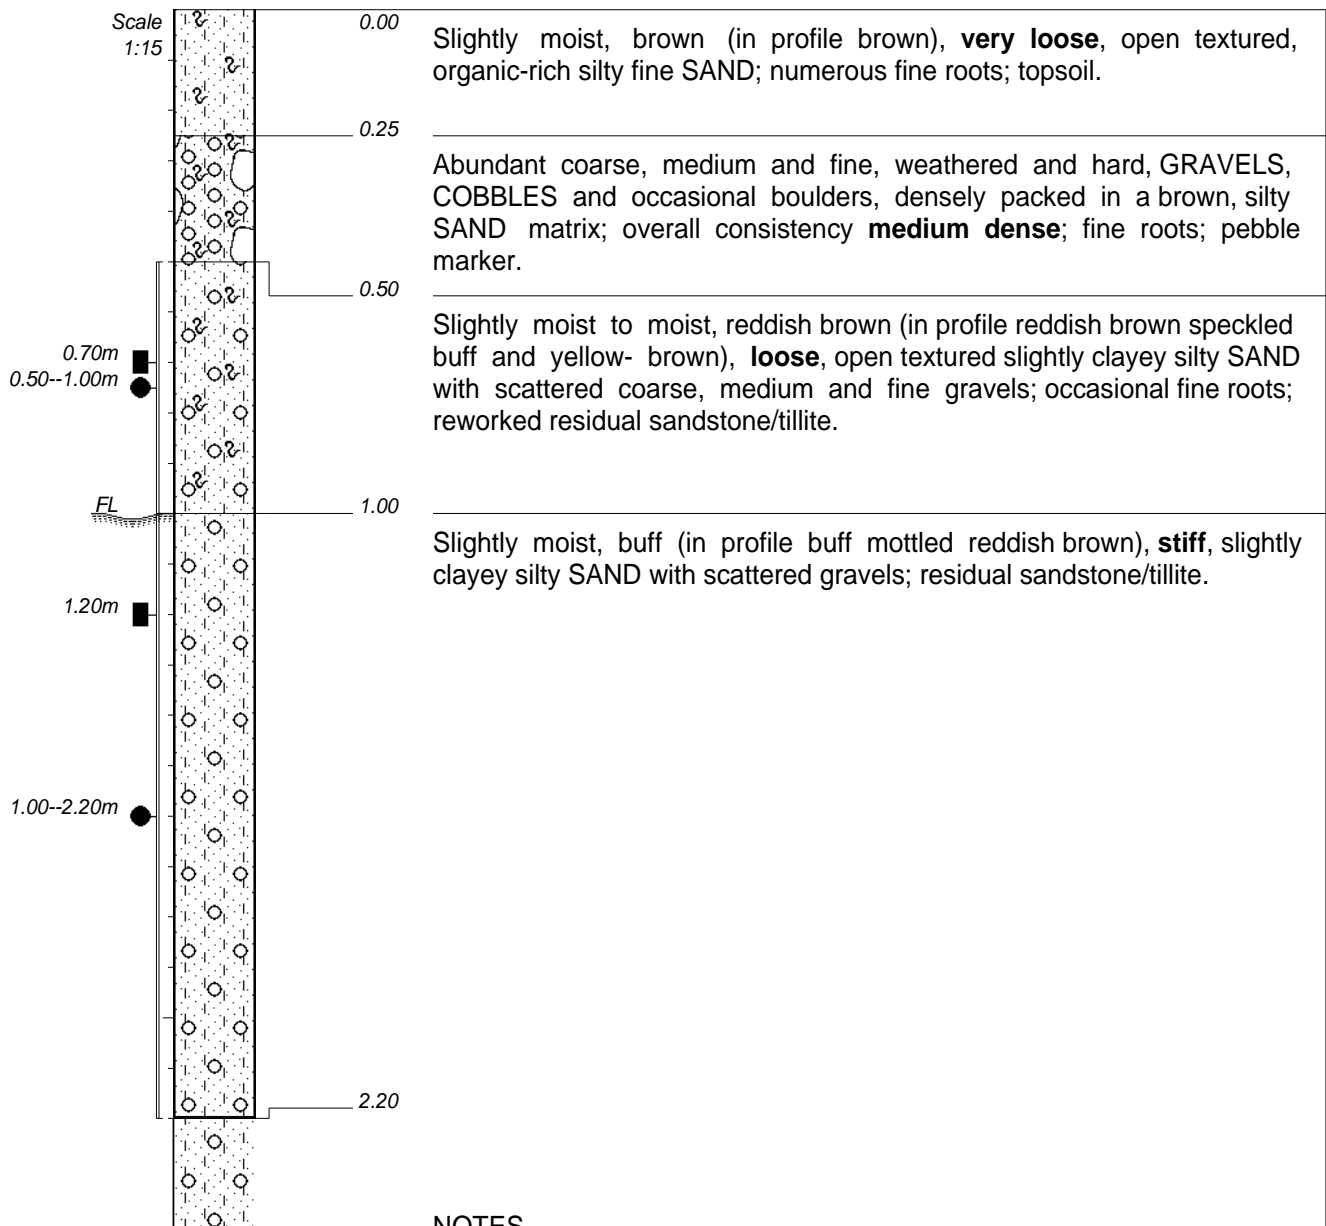 Scale
1:15
0.00
Slightly moist, brown (in profile brown), very loose, open textured,
organic-rich silty fine SAND; numerous fine roots; topsoil.
0.25
Abundant coarse, medium and fine, weathered and hard, GRAVELS,
COBBLES and occasional boulders, densely packed in a brown, silty
SAND matrix; overall consistency medium dense; fine roots; pebble
marker.
0.50
Slightly moist to moist, reddish brown (in profile reddish brown speckled
buff and yellow- brown), loose, open textured slightly clayey silty SAND
with scattered coarse, medium and fine gravels; occasional fine roots;
reworked residual sandstone/tillite.
0.70m
0.50--1.00m
FL
1.00
Slightly moist, buff (in profile buff mottled reddish brown), stiff, slightly
clayey silty SAND with scattered gravels; residual sandstone/tillite.
1.20m
1.00--2.20m
2.20
NOTES